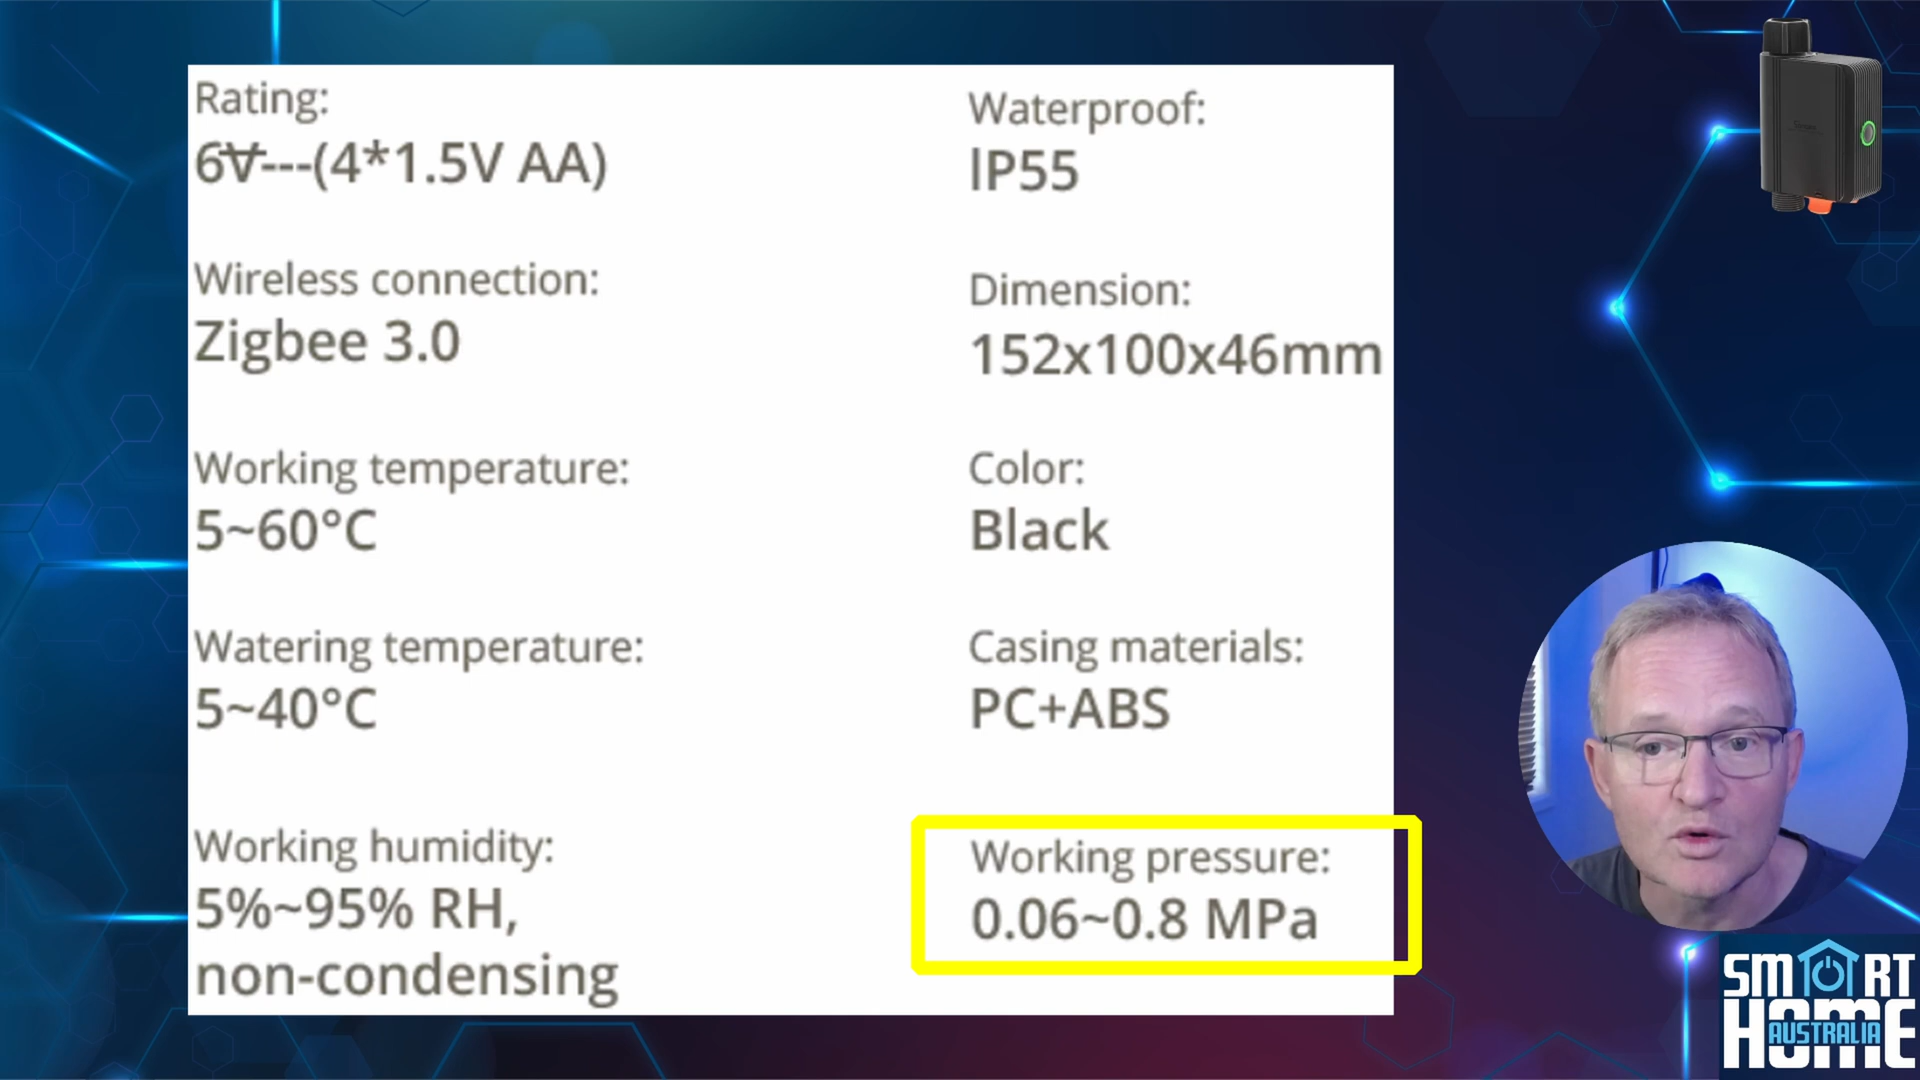 Rating:
6V---(4*1.5V AA)
Wireless connection:
Zigbee 3.0
Working temperature:
5~60°C
Watering temperature:
5~40°C
Working humidity:
5%~95% RH,
non-condensing
Waterproof:
IP55
Dimension:
152x100x46mm
Color:
Black
Casing materials:
PC+ABS
Working pressure:
0.06~0.8 MPa
SMART
HOME
AUSTRALIA